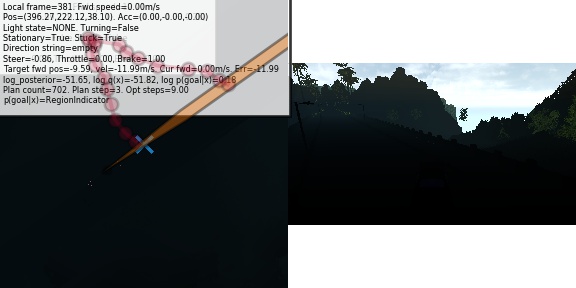 Local frame=381. Fwd speed=0.00m/s
Pos=(396.27,222.12,38.10). Acc=(0.00,-0.00,-0.00)
Light state=NONE. Turning=False
Stationary=True. Stuck=True
Direction string=empty
Steer=-0.86, Throttle=0.00, Brake=1.00
Target fwd pos=-9.59, vel=-11.99m/s, Cur fwd=0.00m/s, Err=-11.99
log_posterior=-51.65, log q(x)=-51.82, log p(goal|x)=0.18
Plan count=702. Plan step=3. Opt steps=9.00
p(goal|x)=RegionIndicator